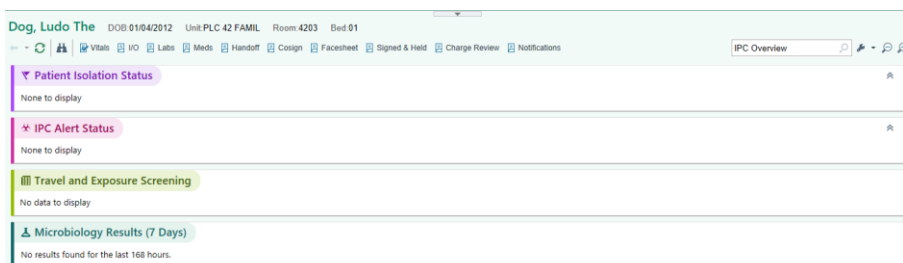 Dog, Ludo The DOB:01/04/2012 Unit:PLC 42 FAMIL Room:4203 Bed:01
Vitals I/O Labs Meds Handoff Cosign Facesheet Signed & Held Charge Review Notifications IPC Overview
Patient Isolation Status
None to display
IPC Alert Status
None to display
Travel and Exposure Screening
No data to display
Microbiology Results (7 Days)
No results found for the last 168 hours.